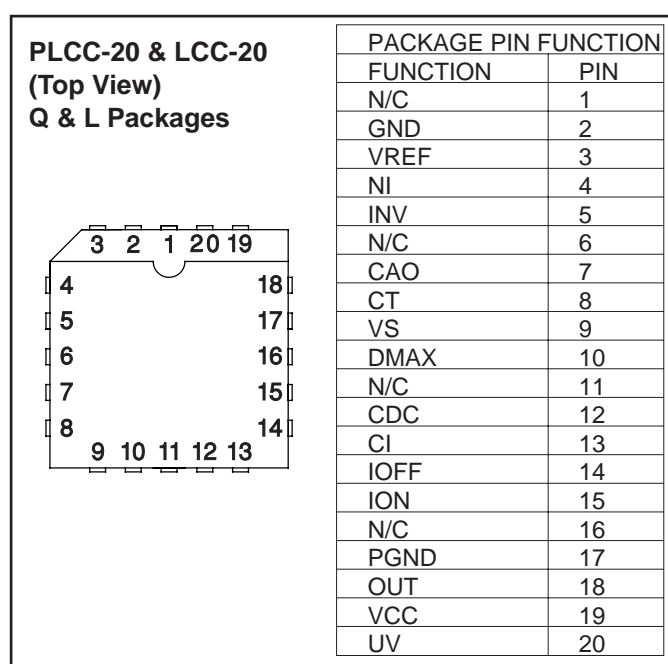 PLCC-20 & LCC-20
(Top View)
Q & L Packages
3 2 1 20 19
4 18
5 17
6 16
7 15
8 14
9 10 11 12 13
PACKAGE PIN FUNCTION
FUNCTION PIN
N/C 1
GND 2
VREF 3
NI 4
INV 5
N/C 6
CAO 7
CT 8
VS 9
DMAX 10
N/C 11
CDC 12
CI 13
IOFF 14
ION 15
N/C 16
PGND 17
OUT 18
VCC 19
UV 20